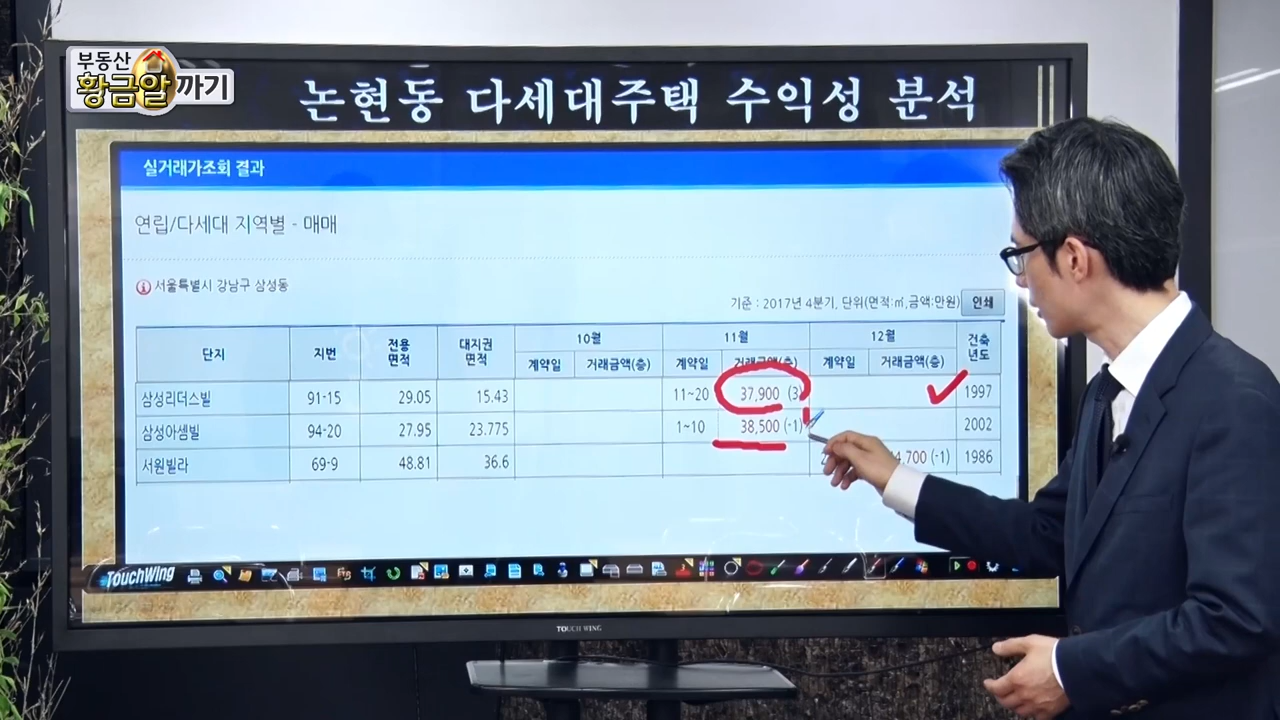 부동산
황금알까기
논현동 다세대주택 수익성 분석
실거래가조회 결과
연립/다세대 지역별 - 매매
서울특별시 강남구 삼성동
기준 : 2017년 4분기, 단위(면적:㎡,금액:만원) 인쇄
단지 지번 전용면적 대지권면적 10월 11월 12월 건축년도
계약일 거래금액(층) 계약일 거래금액(층) 계약일 거래금액(층)
삼성리더스빌 91-15 29.05 15.43 11~20 37,900 (3) 1997
삼성아셈빌 94-20 27.95 23.775 1~10 38,500 (-1) 2002
서원빌라 69-9 48.81 36.6 (-1) 1986
TouchWing
TOUCH WING